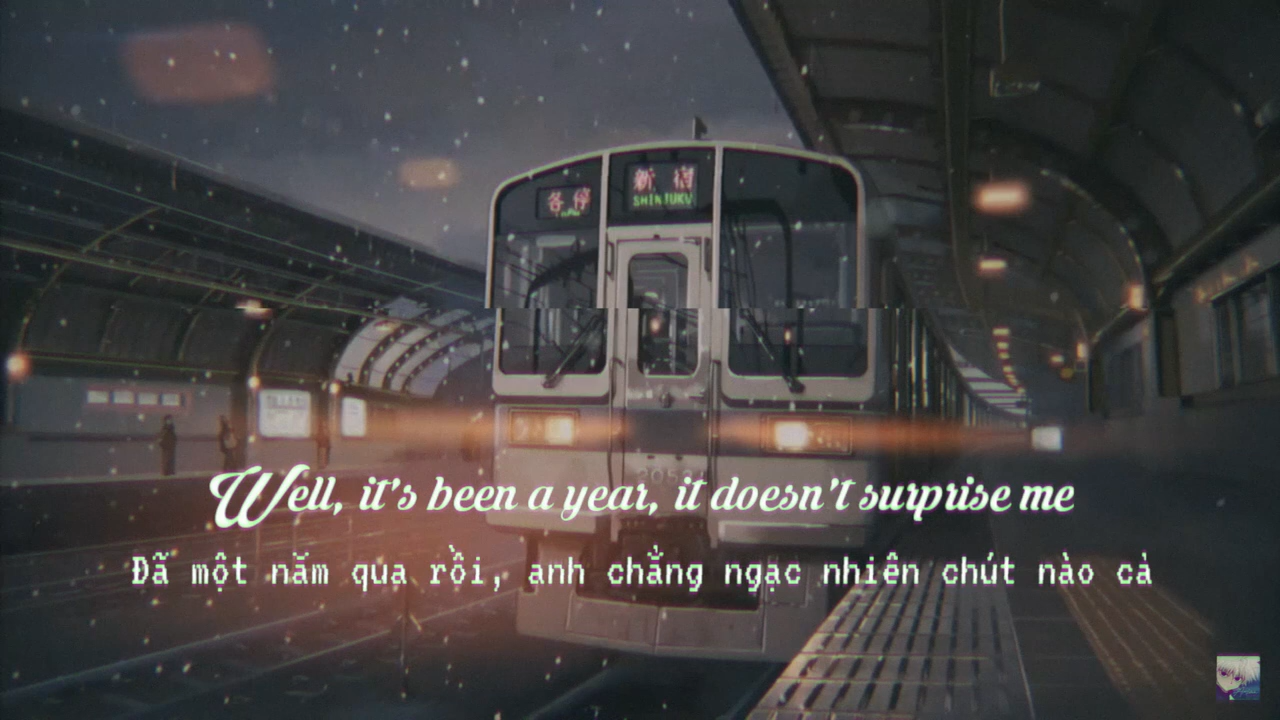 各停 新宿
SHINJUKU
Well, it's been a year, it doesn't surprise me
Đã một năm qua rồi, anh chẳng ngạc nhiên chút nào cả